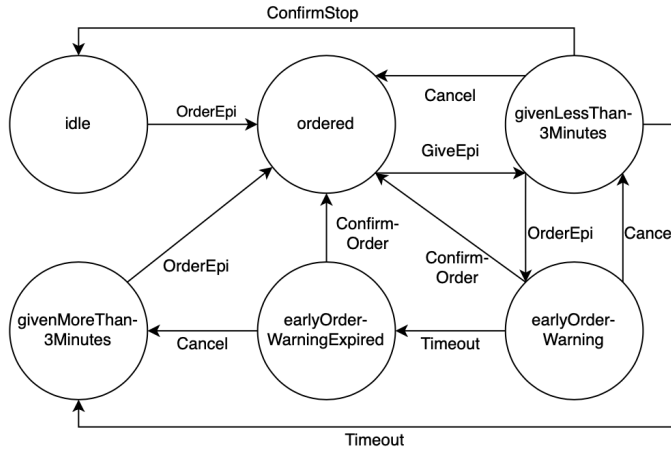 ConfirmStop
idle
OrderEpi
ordered
Cancel
givenLessThan-
3Minutes
GiveEpi
OrderEpi
Cance
Confirm-
Order
Confirm-
Order
OrderEpi
givenMoreThan-
3Minutes
Cancel
earlyOrder-
WarningExpired
Timeout
earlyOrder-
Warning
Timeout